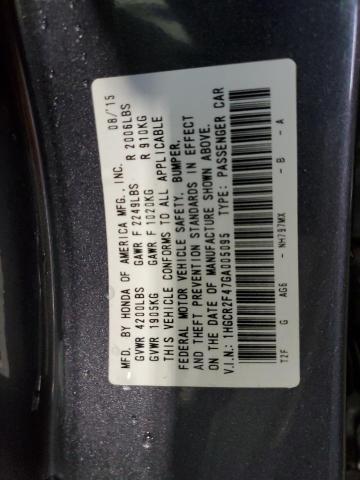 MFD. BY HONDA OF AMERICA MFG., INC. 08/'15
GVWR 4200LBS GAWR F 2249LBS R 2006LBS
GVWR 1905KG GAWR F 1020KG R 910KG
THIS VEHICLE CONFORMS TO ALL APPLICABLE
FEDERAL MOTOR VEHICLE SAFETY, BUMPER,
AND THEFT PREVENTION STANDARDS IN EFFECT
ON THE DATE OF MANUFACTURE SHOWN ABOVE.
V.I.N.: 1HGCR2F47GA005095 TYPE: PASSENGER CAR
T2F G AG6 - NH797MX - B - A